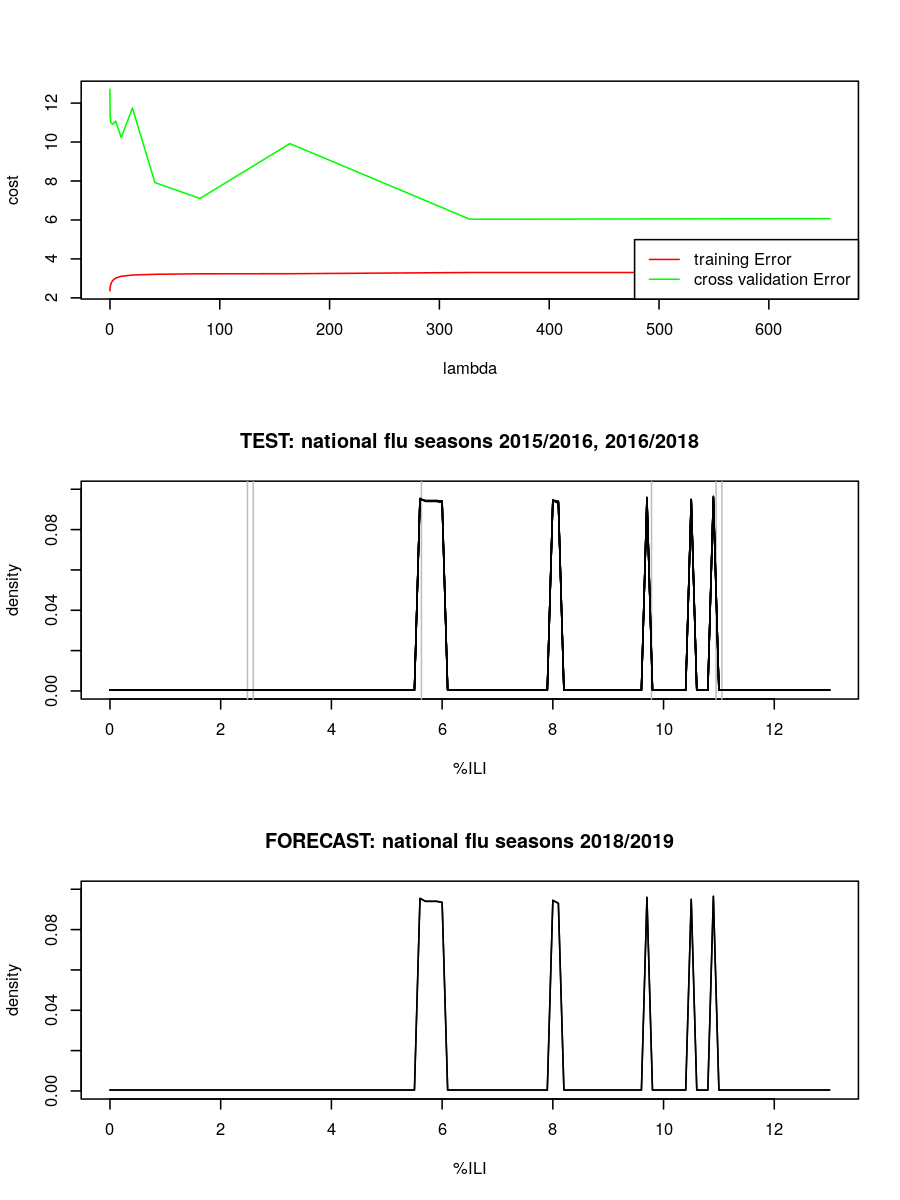 12
10
8
6
4
2
cost
training Error
cross validation Error
0 100 200 300 400 500 600
lambda
TEST: national flu seasons 2015/2016, 2016/2018
0.08
0.04
0.00
density
0 2 4 6 8 10 12
%ILI
FORECAST: national flu seasons 2018/2019
0.08
0.04
0.00
density
0 2 4 6 8 10 12
%ILI